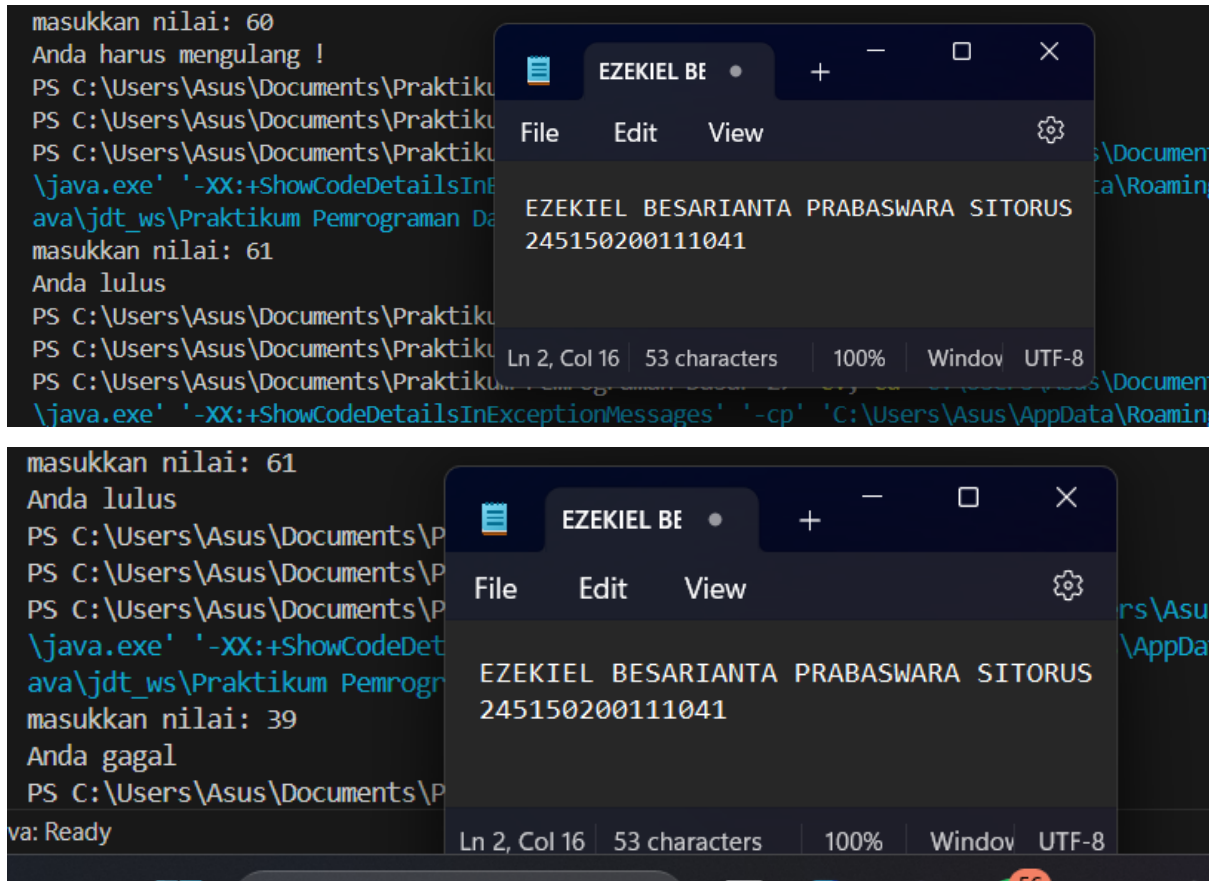 masukkan nilai: 60
Anda harus mengulang !
PS C:\Users\Asus\Documents\Praktiku
PS C:\Users\Asus\Documents\Praktiku
PS C:\Users\Asus\Documents\Praktiku s\Documen
\java.exe' '-XX:+ShowCodeDetailsInE ta\Roaming
ava\jdt_ws\Praktikum Pemrograman Da
masukkan nilai: 61
Anda lulus
PS C:\Users\Asus\Documents\Praktiku
PS C:\Users\Asus\Documents\Praktiku
PS C:\Users\Asus\Documents\Praktikum \Documen
\java.exe' '-XX:+ShowCodeDetailsInExceptionMessages' '-cp' 'C:\Users\Asus\AppData\Roaming
EZEKIEL BE
File Edit View
EZEKIEL BESARIANTA PRABASWARA SITORUS
245150200111041
Ln 2, Col 16 53 characters 100% Window UTF-8
masukkan nilai: 61
Anda lulus
PS C:\Users\Asus\Documents\P
PS C:\Users\Asus\Documents\P
PS C:\Users\Asus\Documents\P rs\Asu
\java.exe' '-XX:+ShowCodeDet \AppDa
ava\jdt_ws\Praktikum Pemrogr
masukkan nilai: 39
Anda gagal
PS C:\Users\Asus\Documents\P
va: Ready
EZEKIEL BE
File Edit View
EZEKIEL BESARIANTA PRABASWARA SITORUS
245150200111041
Ln 2, Col 16 53 characters 100% Window UTF-8